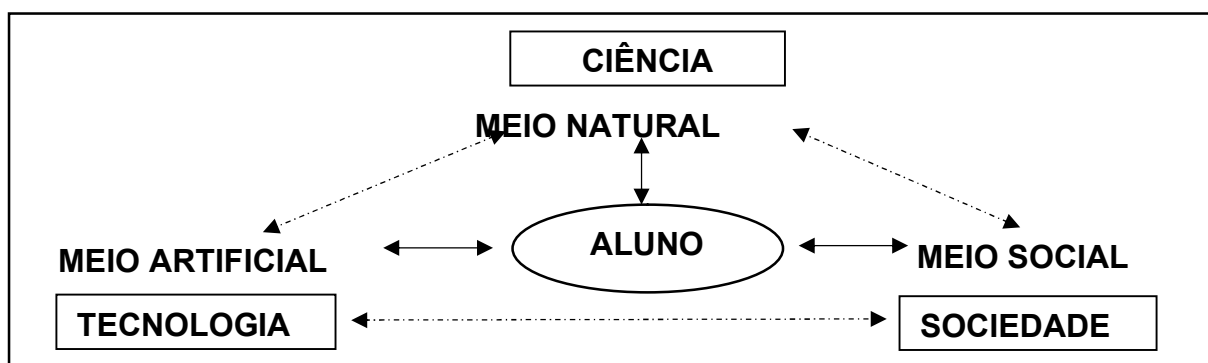 CIÊNCIA
MEIO NATURAL
ALUNO
MEIO ARTIFICIAL
MEIO SOCIAL
TECNOLOGIA
SOCIEDADE